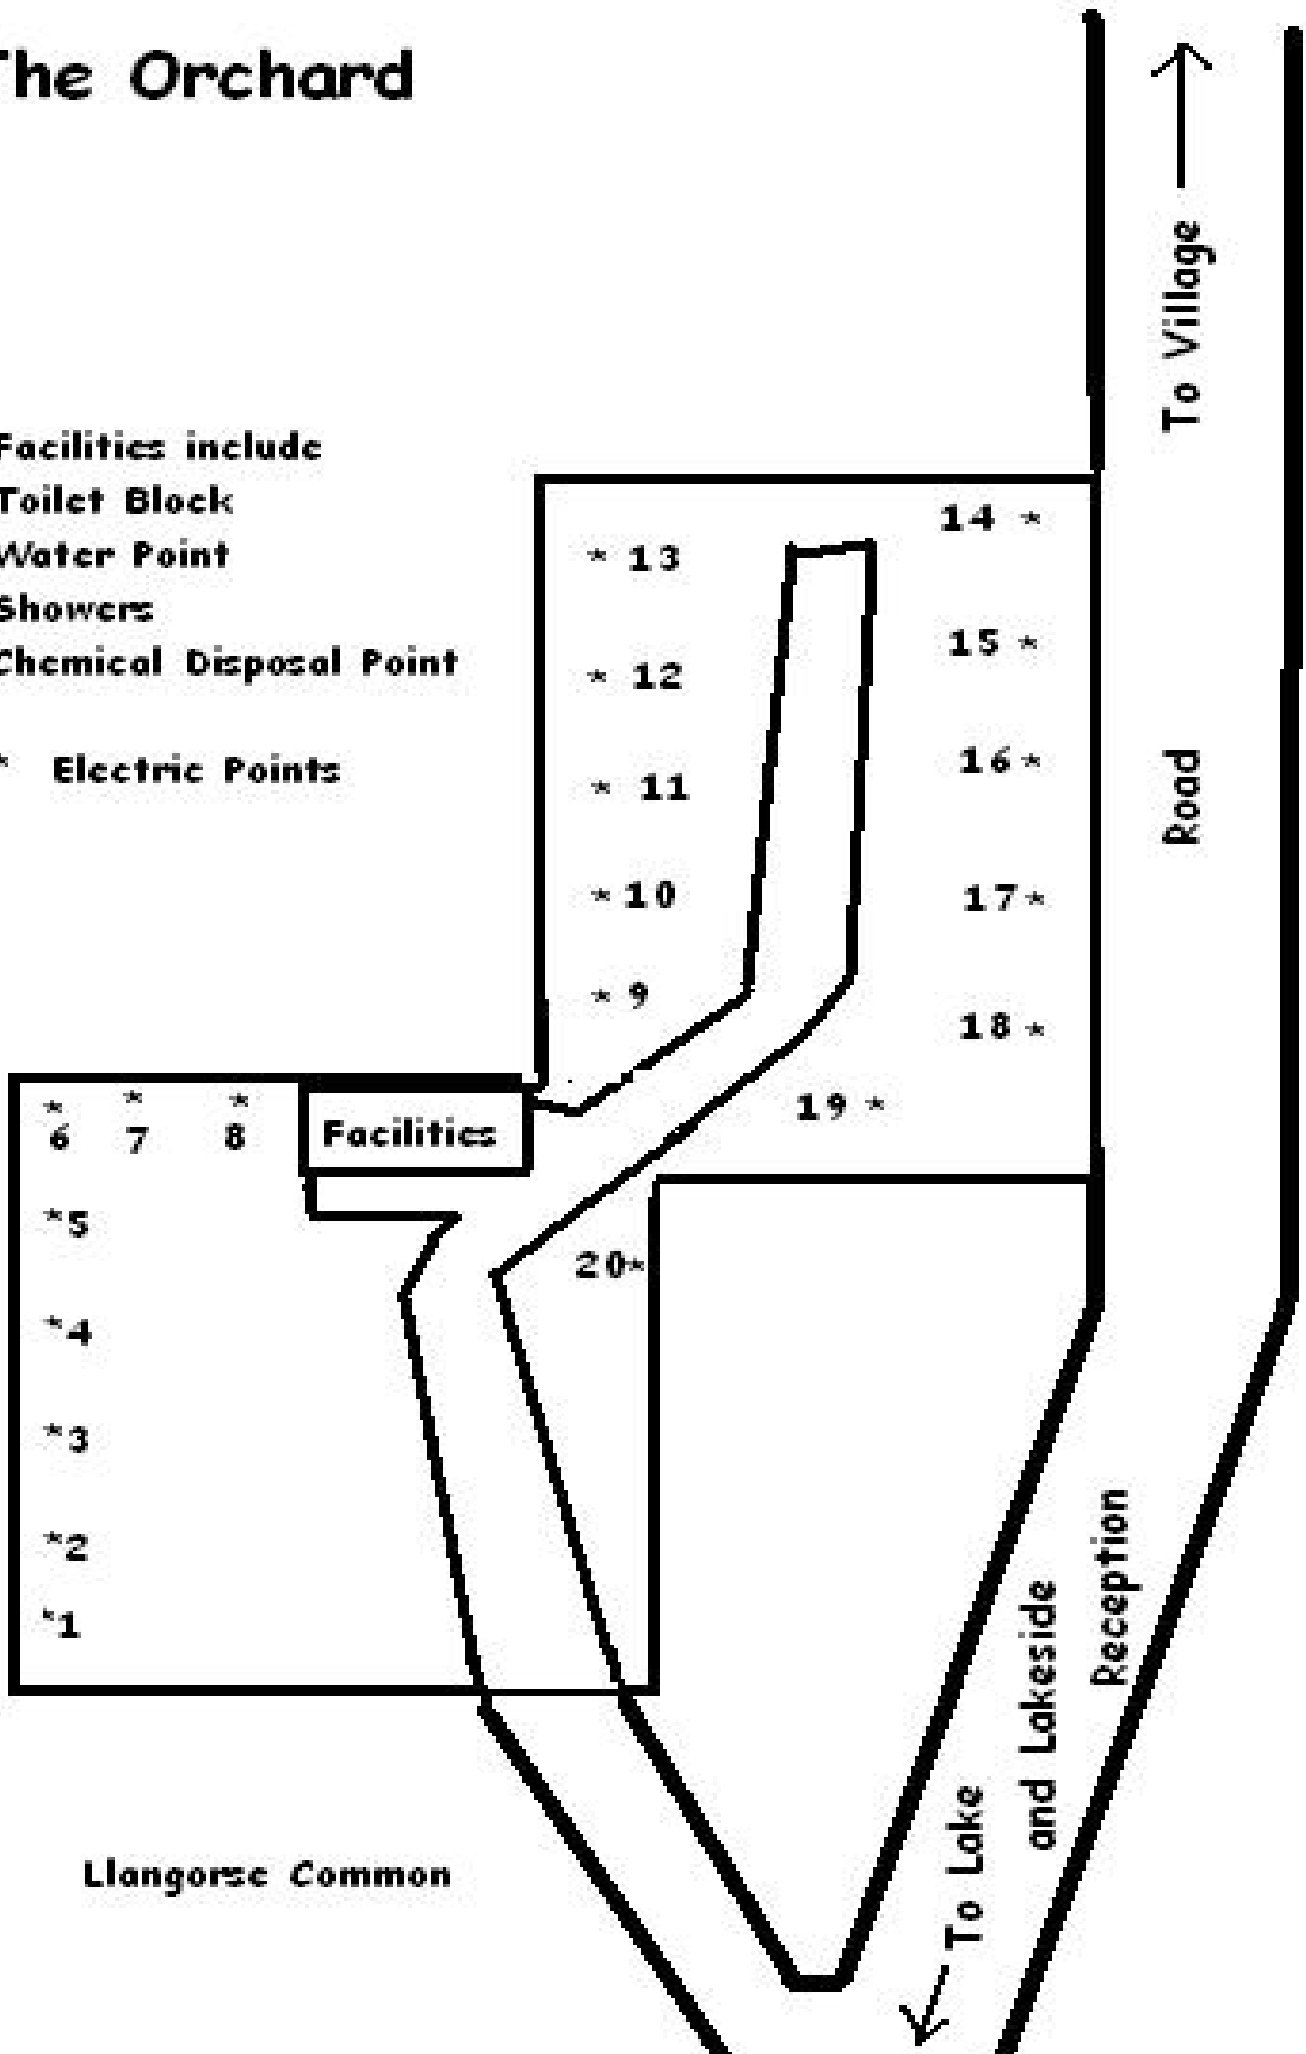 The Orchard
To Village
Facilities include
Toilet Block
Water Point
Showers
Chemical Disposal Point
* Electric Points
14 *
* 13
15 *
* 12
16 *
* 11
Road
17 *
* 10
* 9
18 *
19 *
* * *
6 7 8
Facilities
*5
20*
*4
*3
*2
*1
To Lake
and Lakeside
Reception
Llangorse Common